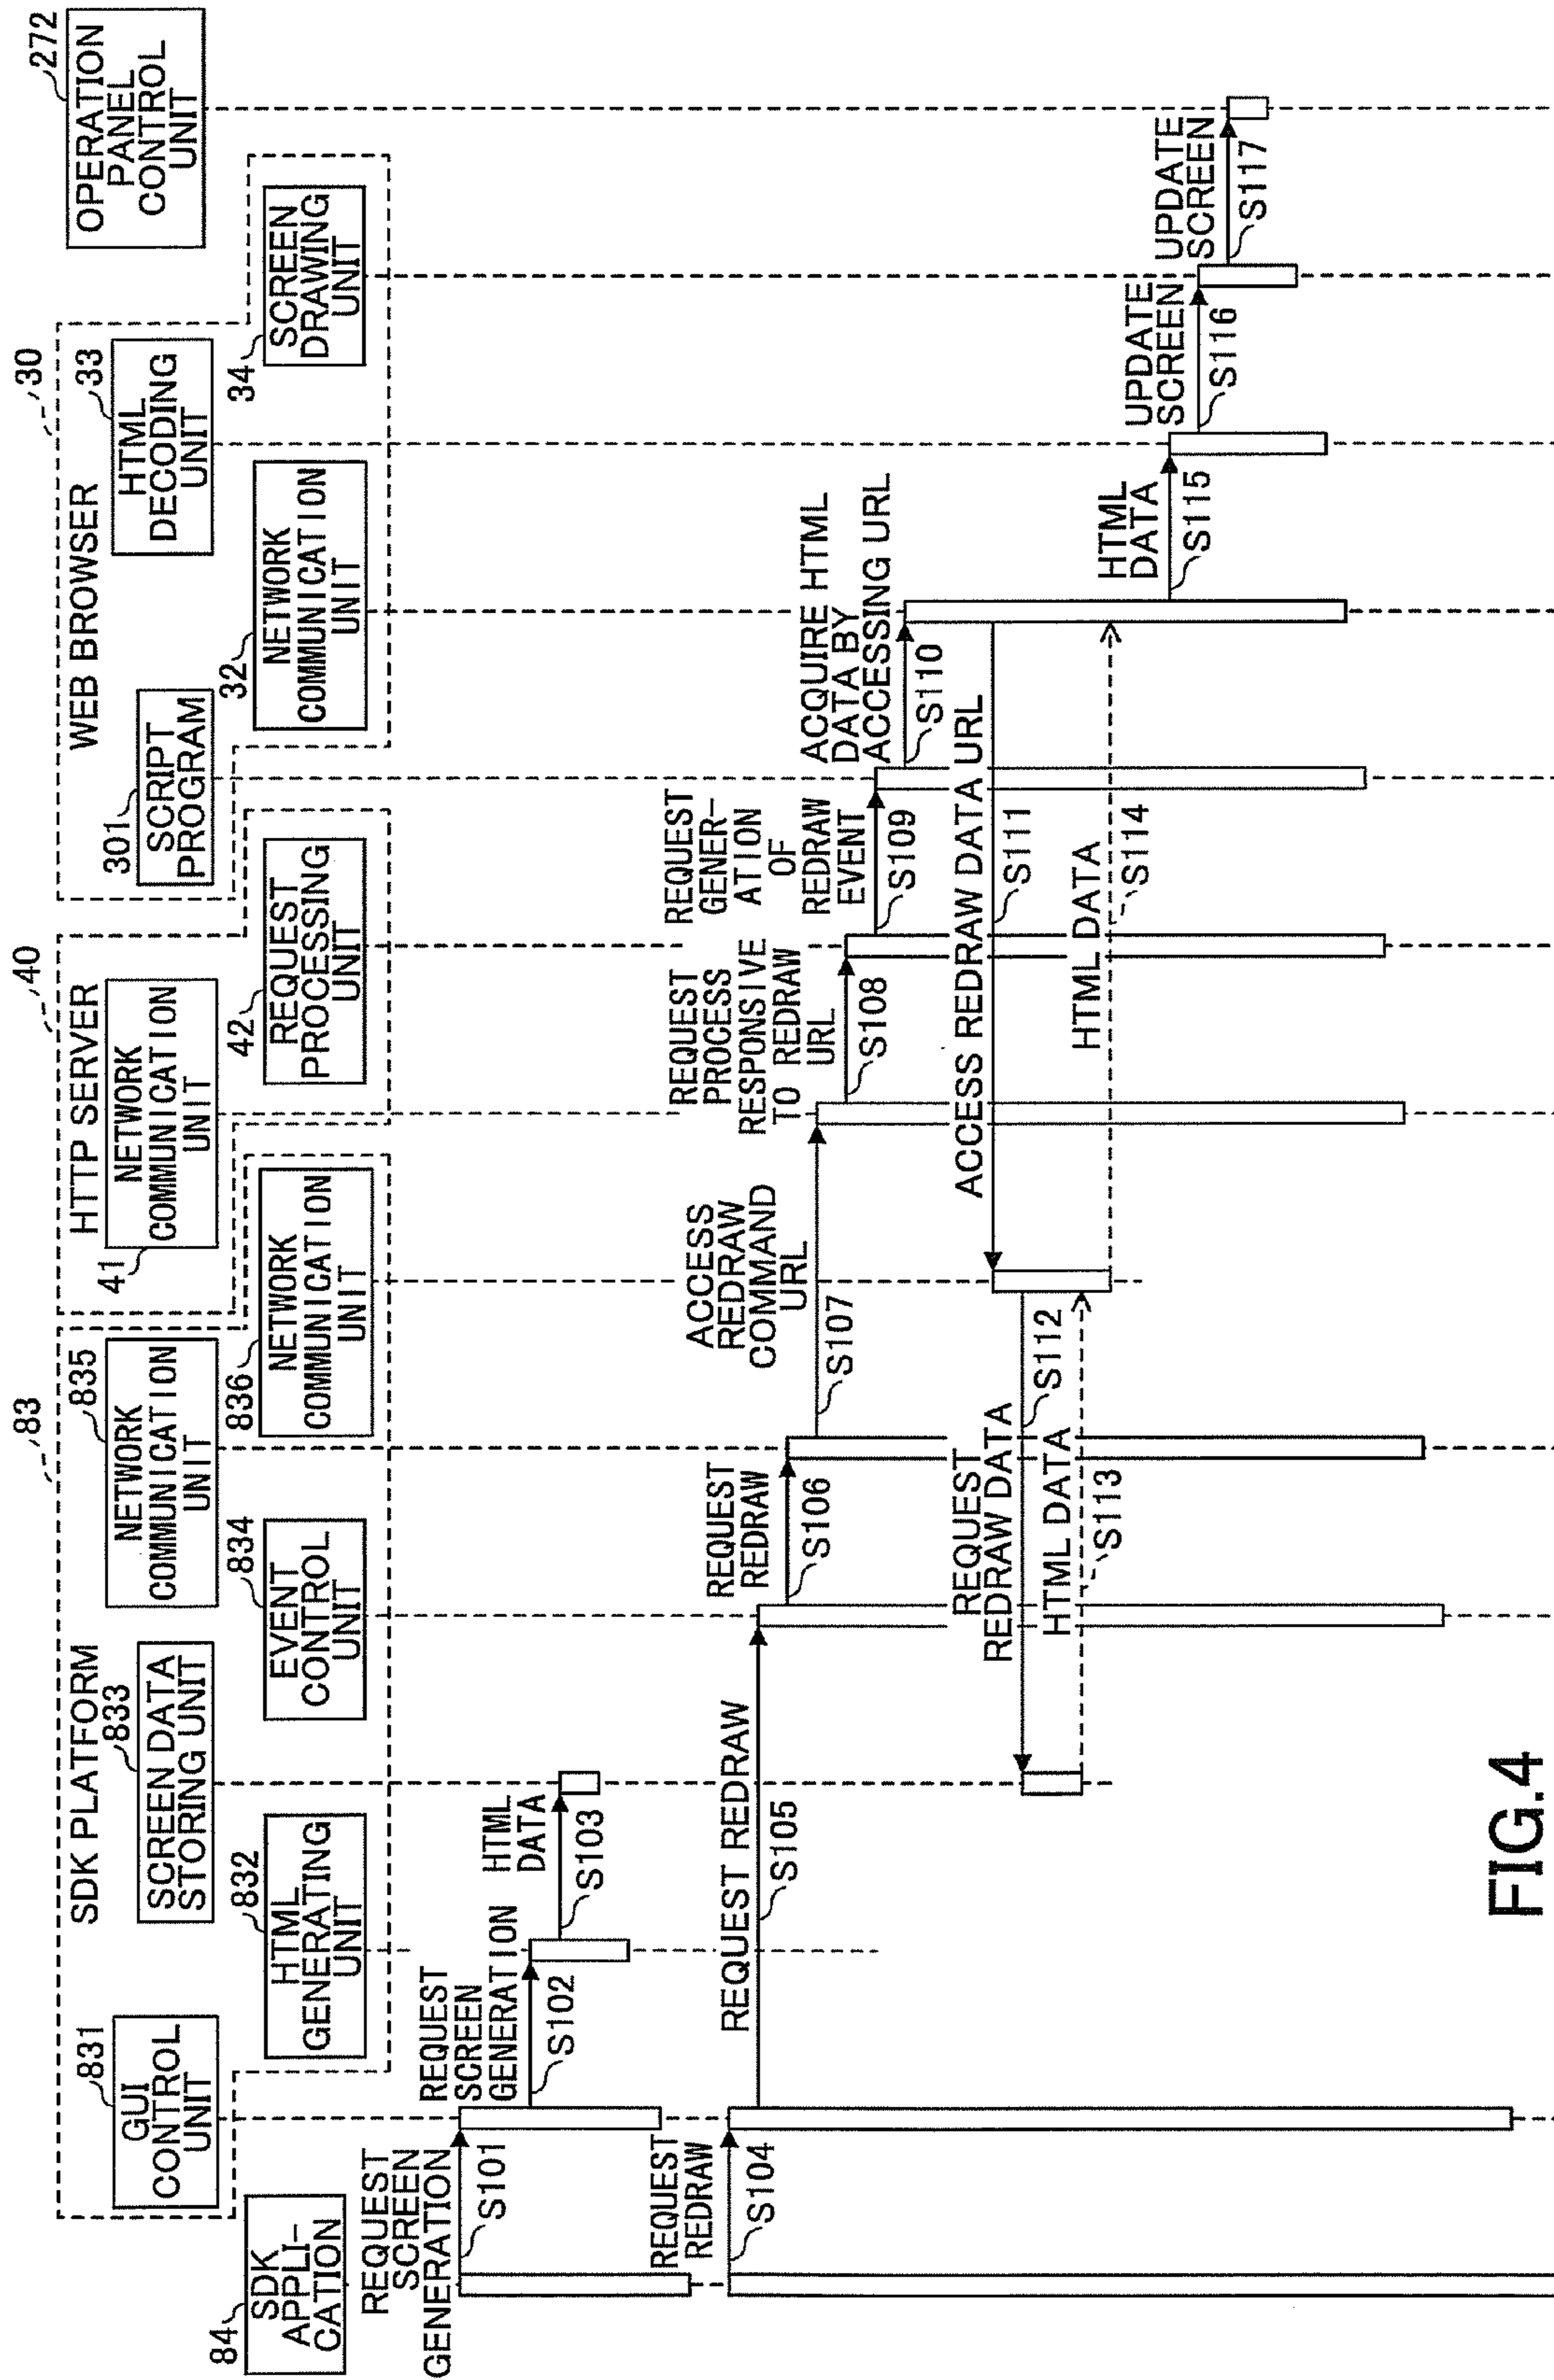 83
SDK PLATFORM
40
HTTP SERVER
30
WEB BROWSER
84
SDK
APPLI-
CATION
831
GUI
CONTROL
UNIT
832
HTML
GENERATING
UNIT
833
SCREEN DATA
STORING UNIT
834
EVENT
CONTROL
UNIT
835
NETWORK
COMMUNICATION
UNIT
836
NETWORK
COMMUNICATION
UNIT
41
NETWORK
COMMUNICATION
UNIT
42
REQUEST
PROCESSING
UNIT
301
SCRIPT
PROGRAM
32
NETWORK
COMMUNICATION
UNIT
33
HTML
DECODING
UNIT
34
SCREEN
DRAWING
UNIT
272
OPERATION
PANEL
CONTROL
UNIT
REQUEST
SCREEN
GENERATION
S101
REQUEST
SCREEN
GENERATION
S102
HTML
DATA
S103
REQUEST
REDRAW
S104
REQUEST REDRAW
S105
REQUEST
REDRAW
S106
ACCESS
REDRAW
COMMAND
URL
S107
REQUEST
PROCESS
RESPONSIVE
TO REDRAW
URL
S108
REQUEST
GENER-
ATION
OF
REDRAW
EVENT
S109
ACQUIRE HTML
DATA BY
ACCESSING URL
S110
ACCESS REDRAW DATA URL
S111
REQUEST
REDRAW DATA
S112
HTML DATA
S113
HTML DATA
S114
HTML
DATA
S115
UPDATE
SCREEN
S116
UPDATE
SCREEN
S117
FIG.4